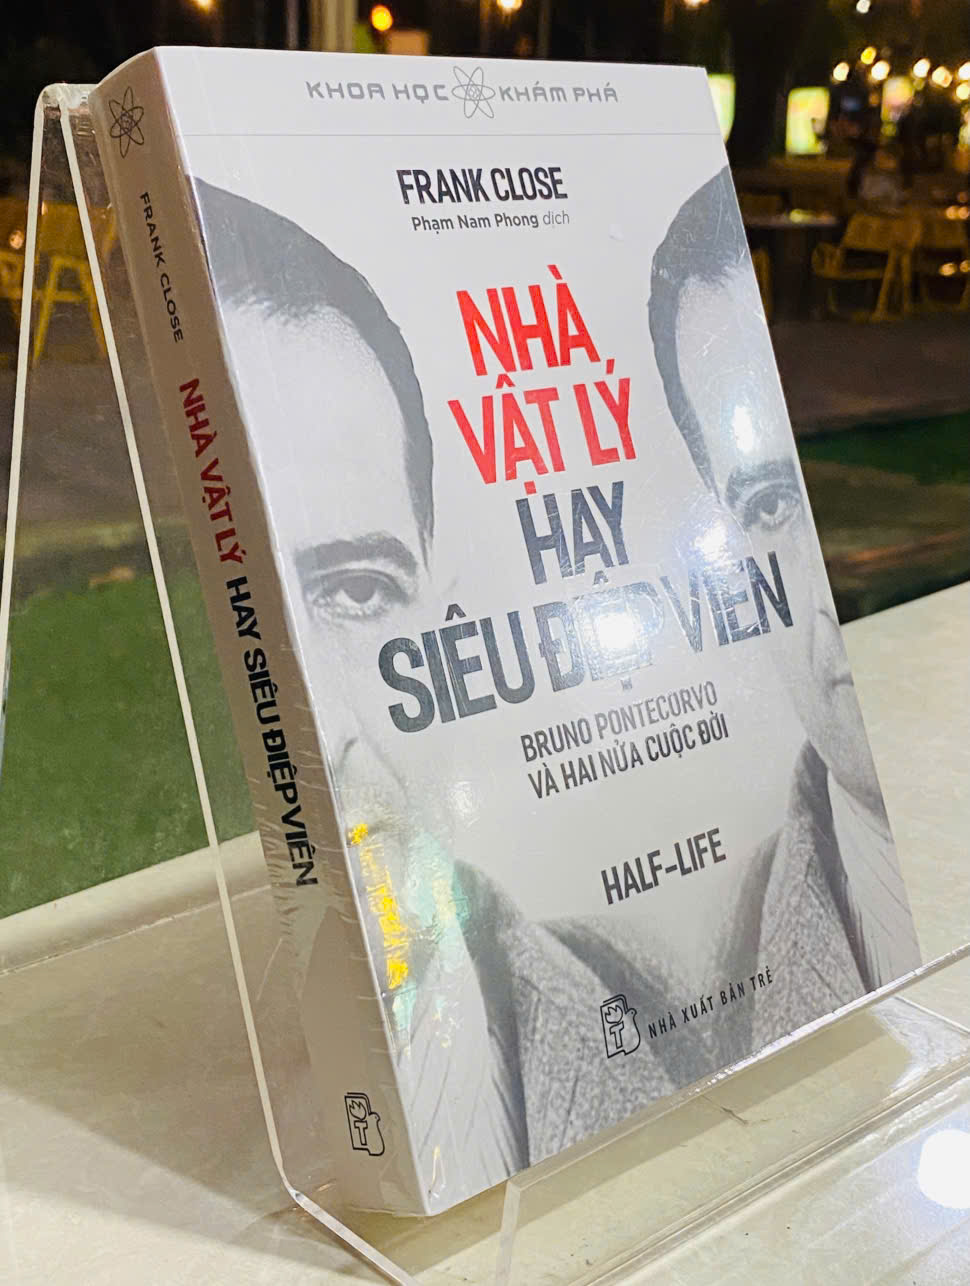 KHOA HỌC KHÁM PHÁ
FRANK CLOSE
Phạm Nam Phong dịch
NHÀ
VẬT LÝ
HAY
SIÊU ĐIỆP VIÊN
BRUNO PONTECORVO
VÀ HAI NỬA CUỘC ĐỜI
HALF-LIFE
NHÀ XUẤT BẢN TRẺ
FRANK CLOSE
NHÀ VẬT LÝ HAY SIÊU ĐIỆP VIÊN